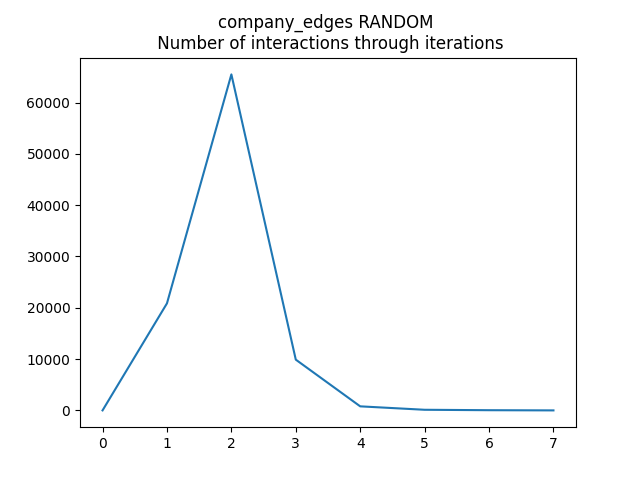 company_edges RANDOM
Number of interactions through iterations
60000
50000
40000
30000
20000
10000
0
0 1 2 3 4 5 6 7